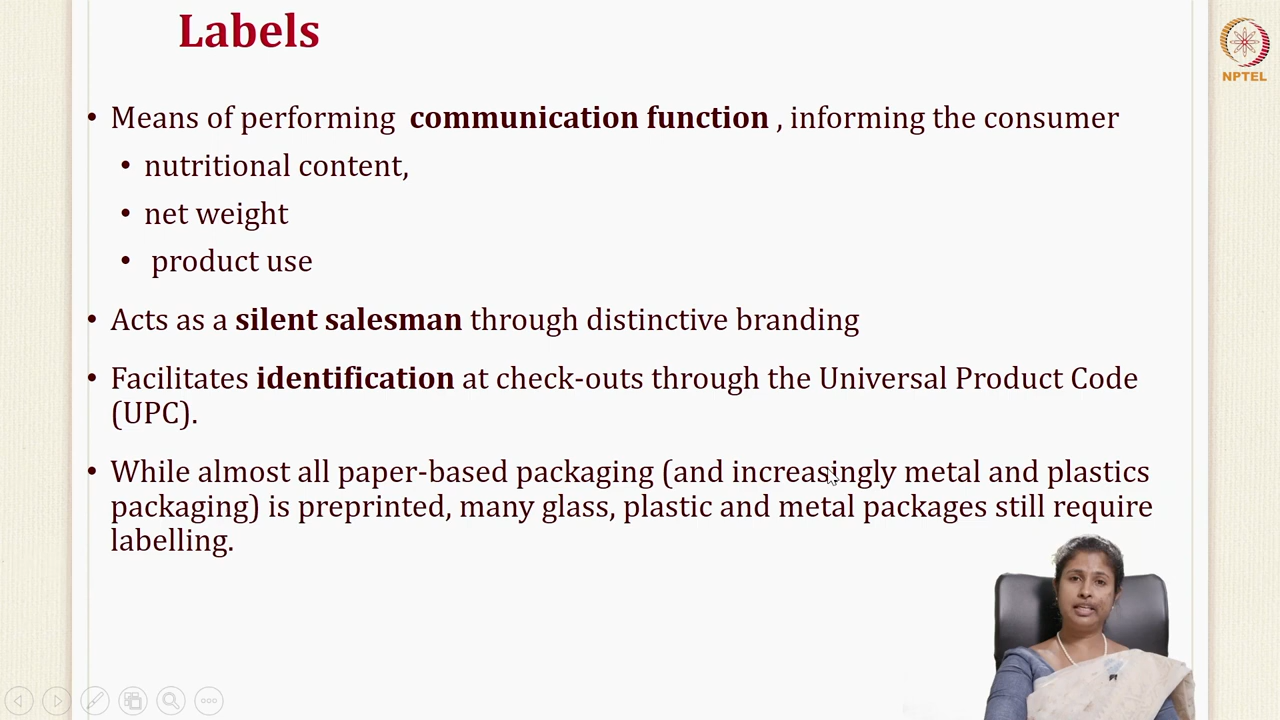 Labels
NPTEL
• Means of performing communication function , informing the consumer
• nutritional content,
• net weight
• product use
• Acts as a silent salesman through distinctive branding
• Facilitates identification at check-outs through the Universal Product Code
(UPC).
• While almost all paper-based packaging (and increasingly metal and plastics
packaging) is preprinted, many glass, plastic and metal packages still require
labelling.